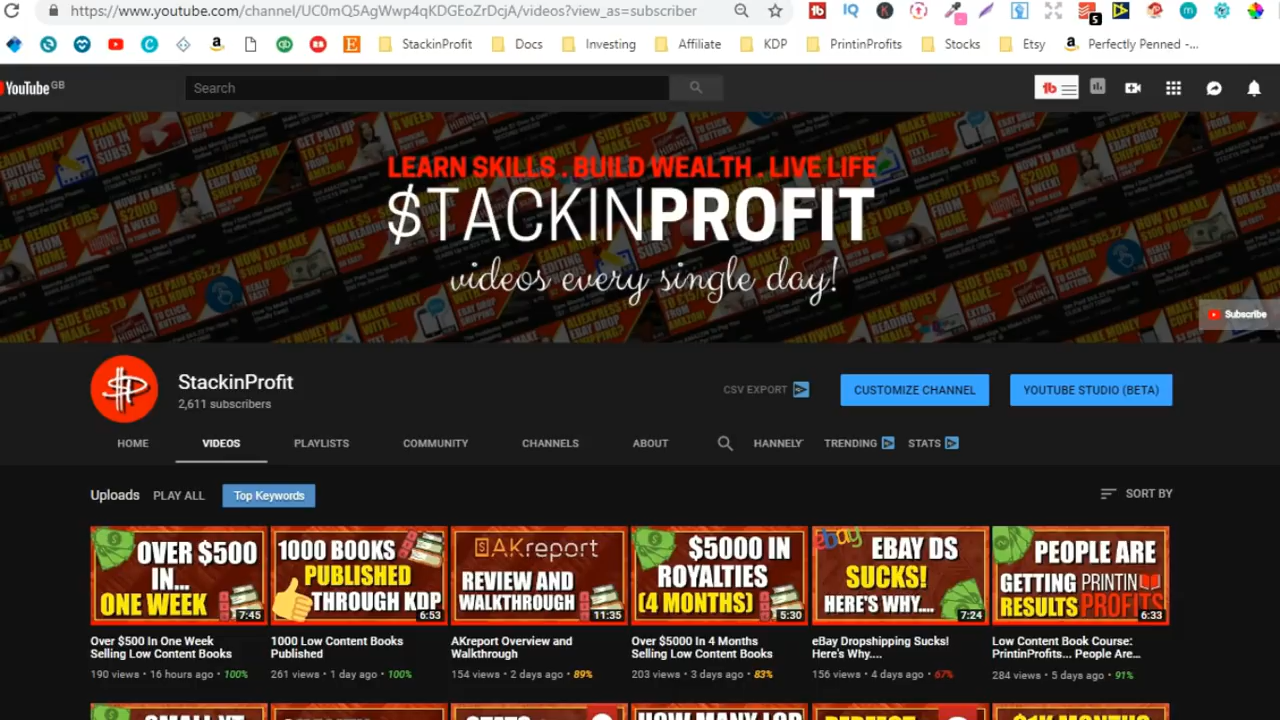 https://www.youtube.com/channel/UC0mQ5AgWwp4qKDGEoZrDcjA/videos?view_as=subscriber
StackinProfit Docs Investing Affiliate KDP PrintinProfits Stocks Etsy Perfectly Penned -...
YouTube GB
Search
LEARN SKILLS . BUILD WEALTH . LIVE LIFE
$TACKINPROFIT
videos every single day!
Subscribe
StackinProfit
2,611 subscribers
CSV EXPORT
CUSTOMIZE CHANNEL
YOUTUBE STUDIO (BETA)
HOME VIDEOS PLAYLISTS COMMUNITY CHANNELS ABOUT HANNELY TRENDING STATS
Uploads PLAY ALL Top Keywords SORT BY
OVER $500
IN...
ONE WEEK
7:45
1000 BOOKS
PUBLISHED
THROUGH KDP
6:53
AKreport
REVIEW AND
WALKTHROUGH
11:35
$5000 IN
ROYALTIES
(4 MONTHS)
5:30
ebay EBAY DS
SUCKS!
HERE'S WHY....
7:24
PEOPLE ARE
GETTING PRINTIN
RESULTS PROFITS
6:33
Over $500 In One Week
Selling Low Content Books
190 views • 16 hours ago • 100%
1000 Low Content Books
Published
261 views • 1 day ago • 100%
AKreport Overview and
Walkthrough
154 views • 2 days ago • 89%
Over $5000 In 4 Months
Selling Low Content Books
203 views • 3 days ago • 83%
eBay Dropshipping Sucks!
Here's Why....
156 views • 4 days ago • 67%
Low Content Book Course:
PrintinProfits... People Are...
284 views • 5 days ago • 91%